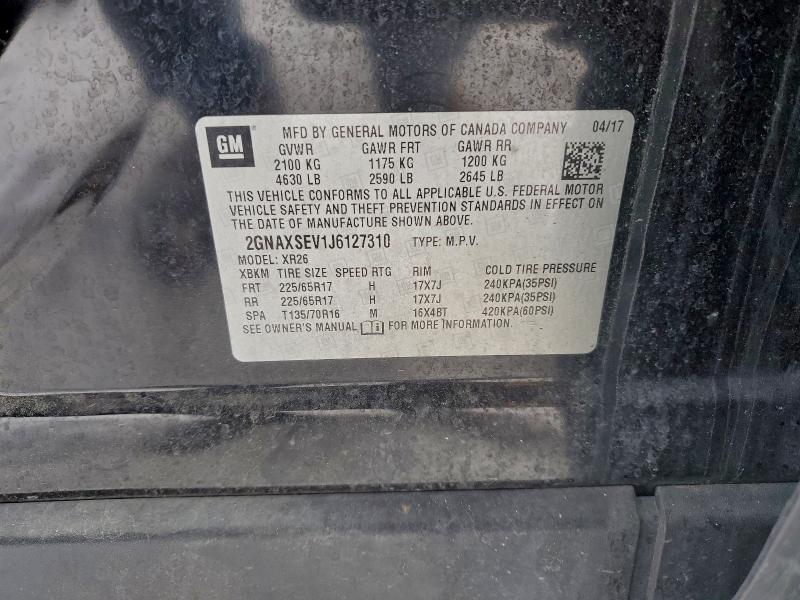 GM MFD BY GENERAL MOTORS OF CANADA COMPANY 04/17
GVWR GAWR FRT GAWR RR
2100 KG 1175 KG 1200 KG
4630 LB 2590 LB 2645 LB
THIS VEHICLE CONFORMS TO ALL APPLICABLE U.S. FEDERAL MOTOR
VEHICLE SAFETY AND THEFT PREVENTION STANDARDS IN EFFECT ON
THE DATE OF MANUFACTURE SHOWN ABOVE.
2GNAXSEV1J6127310 TYPE: M.P.V.
MODEL: XR26
XBKM TIRE SIZE SPEED RTG RIM COLD TIRE PRESSURE
FRT 225/65R17 H 17X7J 240KPA(35PSI)
RR 225/65R17 H 17X7J 240KPA(35PSI)
SPA T135/70R16 M 16X4BT 420KPA(60PSI)
SEE OWNER'S MANUAL FOR MORE INFORMATION.